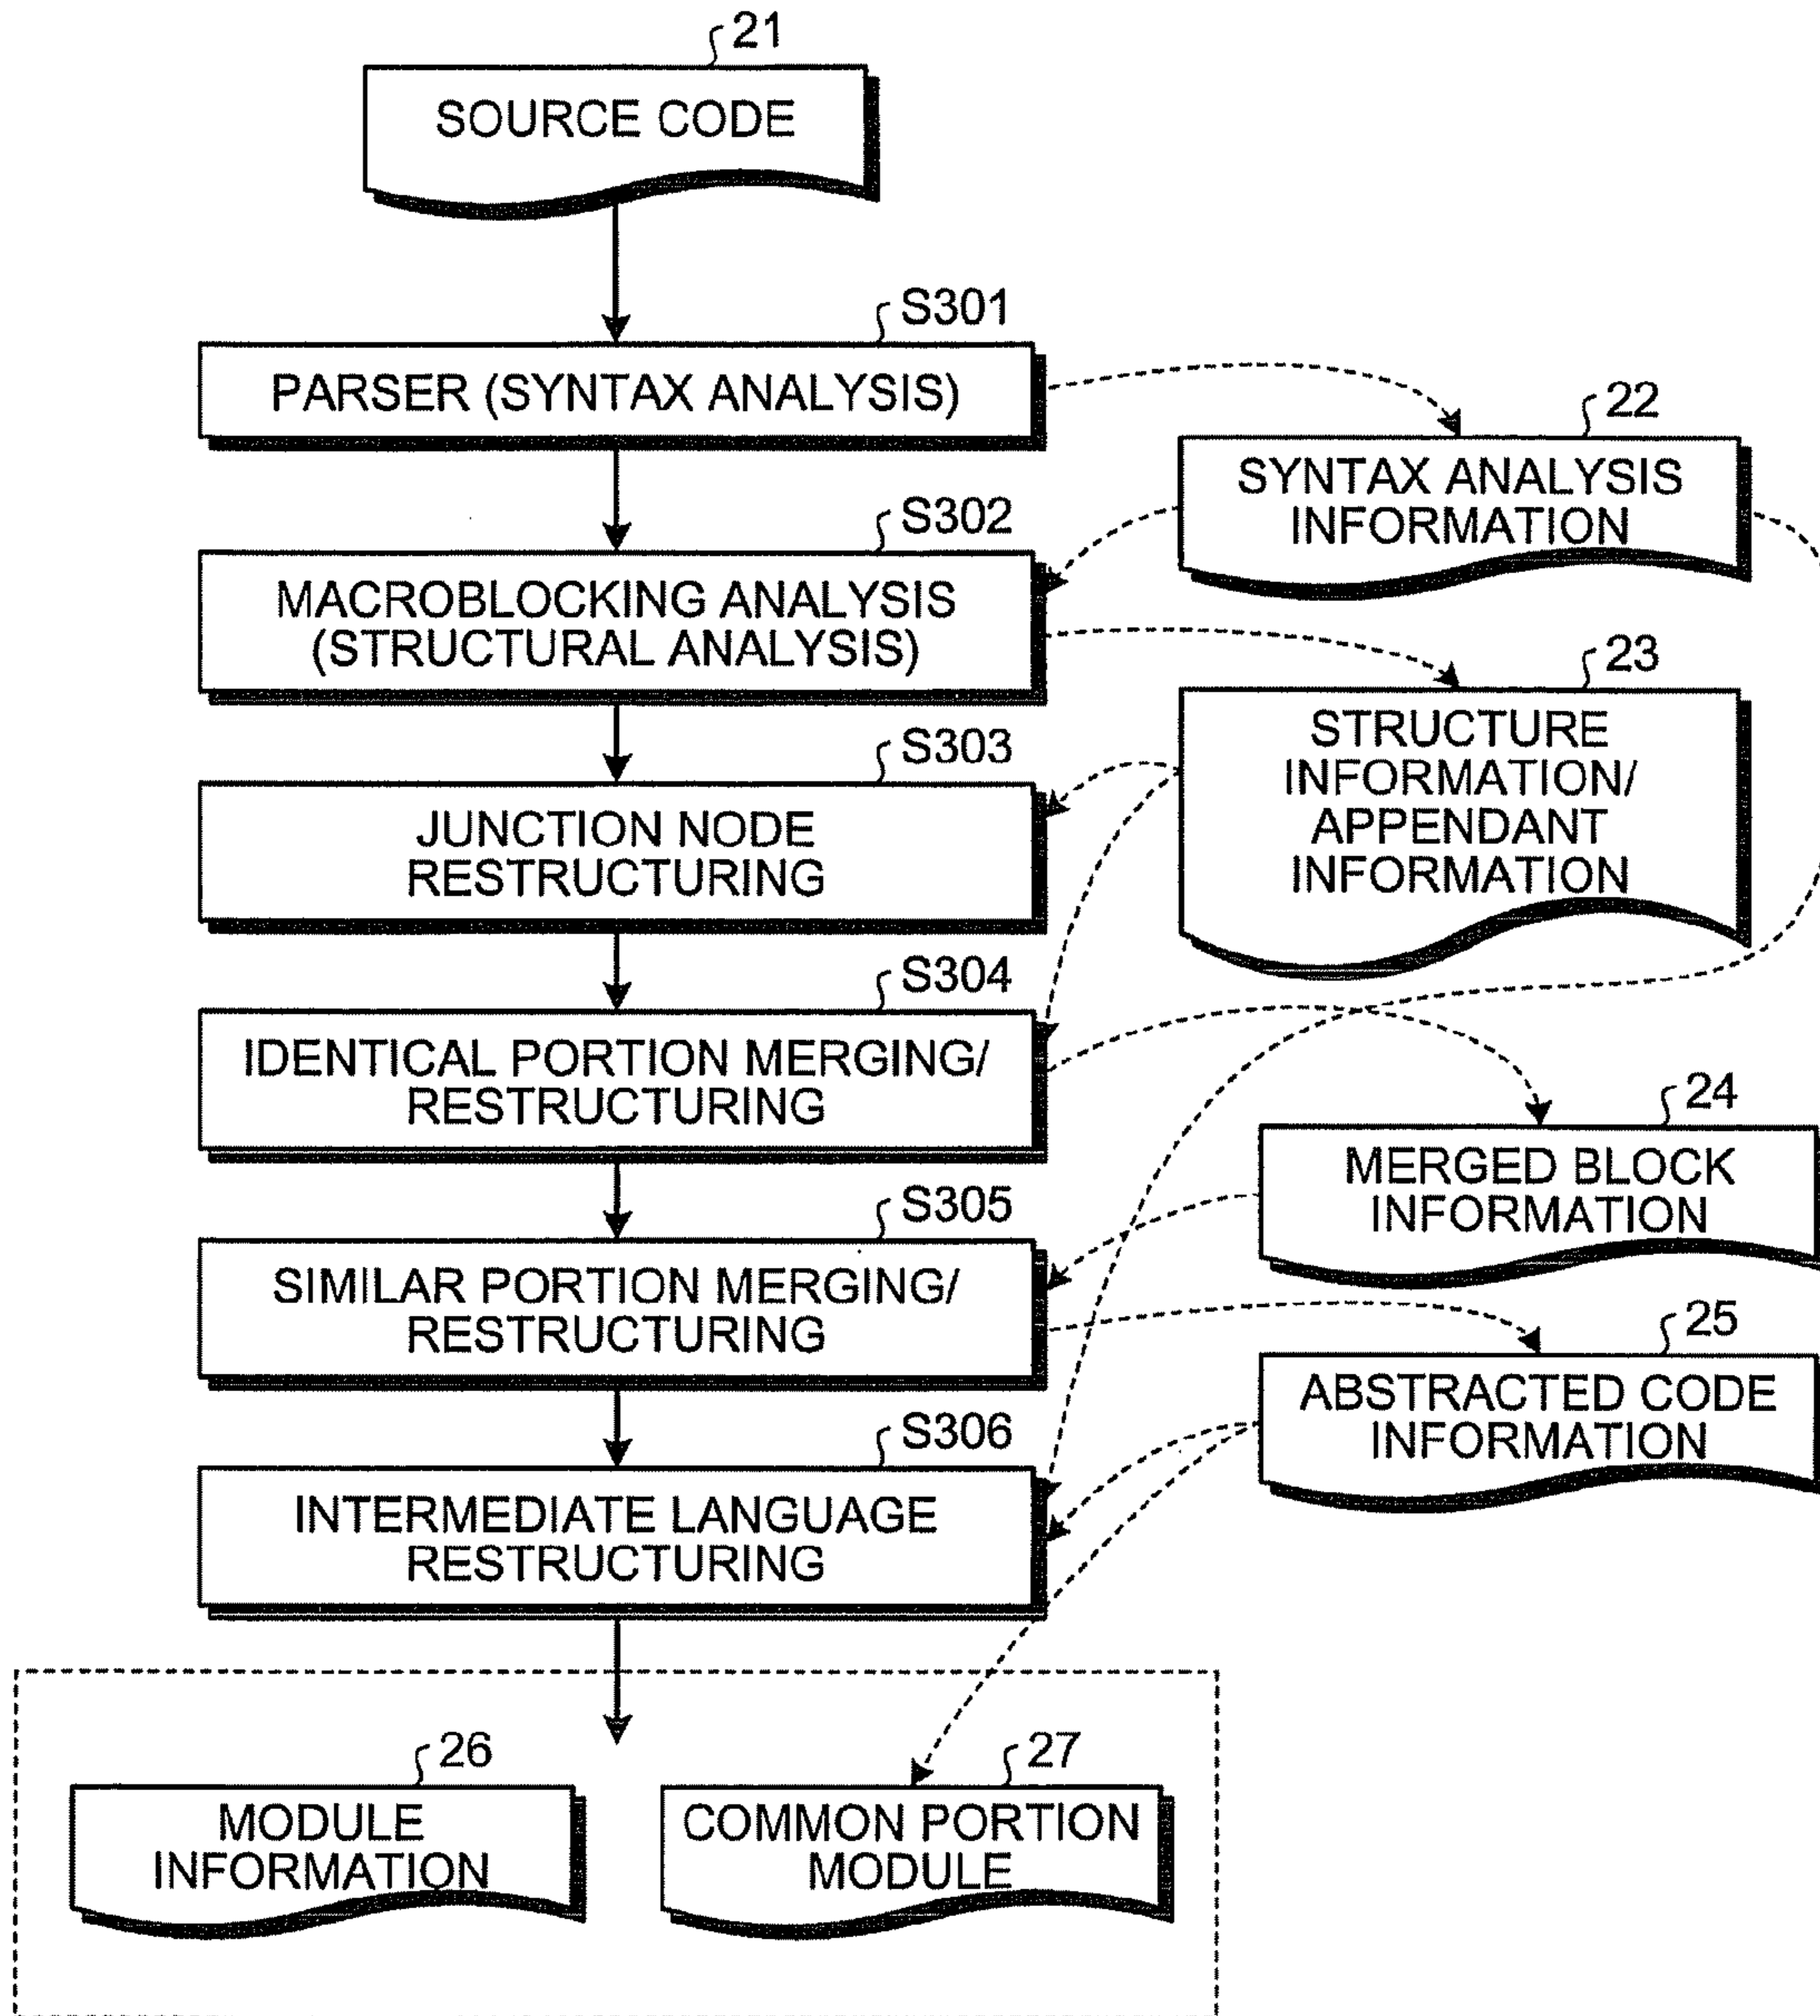 21
SOURCE CODE
S301
PARSER (SYNTAX ANALYSIS)
22
SYNTAX ANALYSIS
INFORMATION
S302
MACROBLOCKING ANALYSIS
(STRUCTURAL ANALYSIS)
23
STRUCTURE
INFORMATION/
APPENDANT
INFORMATION
S303
JUNCTION NODE
RESTRUCTURING
S304
IDENTICAL PORTION MERGING/
RESTRUCTURING
24
MERGED BLOCK
INFORMATION
S305
SIMILAR PORTION MERGING/
RESTRUCTURING
25
ABSTRACTED CODE
INFORMATION
S306
INTERMEDIATE LANGUAGE
RESTRUCTURING
26
MODULE
INFORMATION
27
COMMON PORTION
MODULE